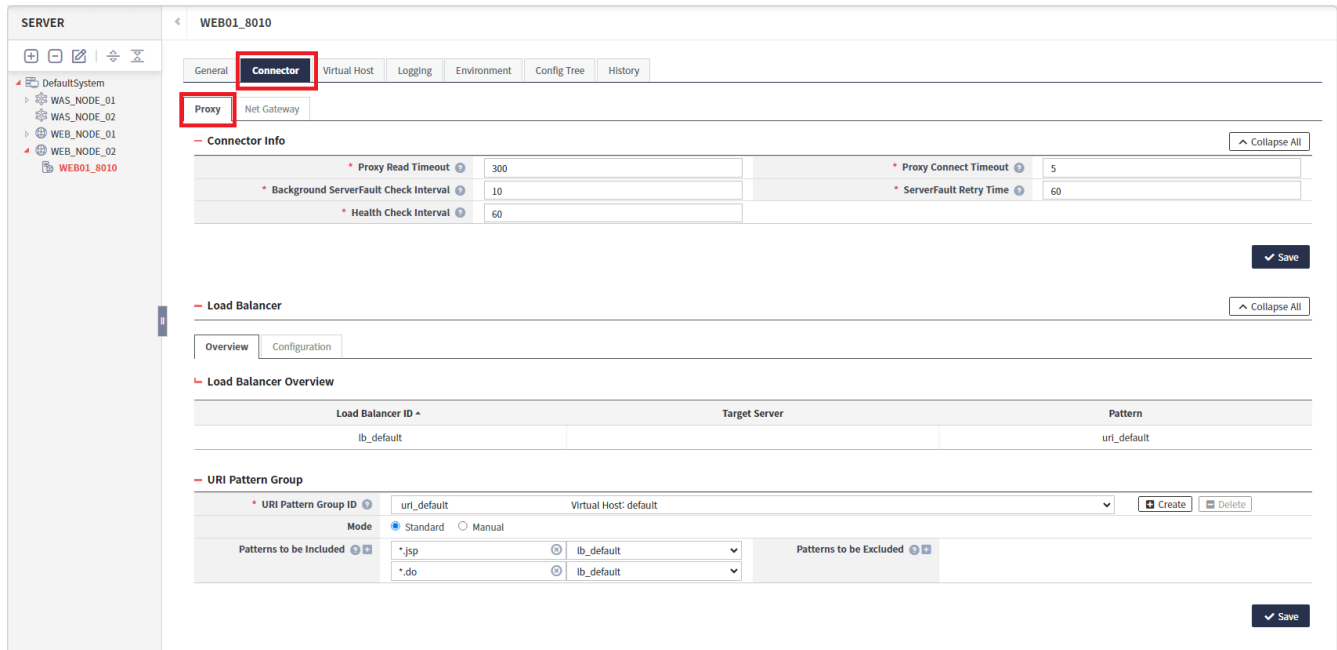 SERVER
WEB01_8010
DefaultSystem
WAS_NODE_01
WAS_NODE_02
WEB_NODE_01
WEB_NODE_02
WEB01_8010
General Connector Virtual Host Logging Environment Config Tree History
Proxy Net Gateway
Connector Info Collapse All
* Proxy Read Timeout 300 * Proxy Connect Timeout 5
* Background ServerFault Check Interval 10 * ServerFault Retry Time 60
* Health Check Interval 60
Save
Load Balancer Collapse All
Overview Configuration
Load Balancer Overview
Load Balancer ID Target Server Pattern
lb_default uri_default
URI Pattern Group
* URI Pattern Group ID uri_default Virtual Host: default Create Delete
Mode Standard Manual
Patterns to be Included *.jsp lb_default Patterns to be Excluded
*.do lb_default
Save